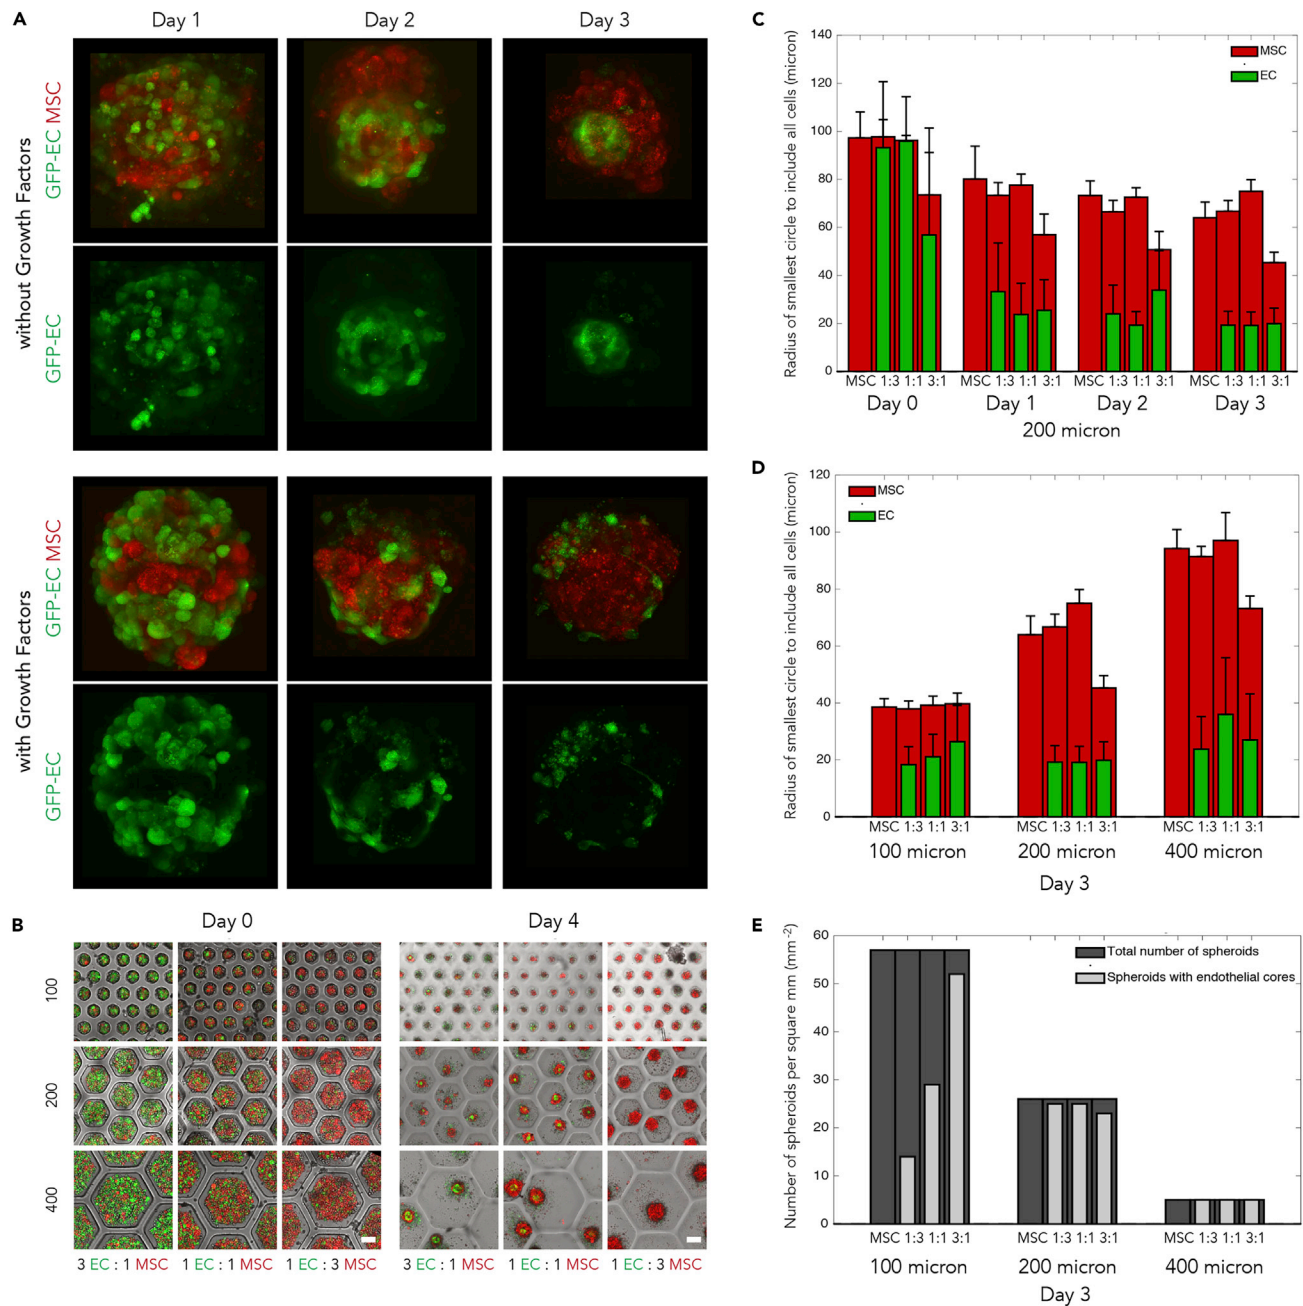 A
Day 1
Day 2
Day 3
without Growth Factors
GFP-EC MSC
GFP-EC
with Growth Factors
GFP-EC MSC
GFP-EC
B
Day 0
Day 4
100
200
400
3 EC : 1 MSC
1 EC : 1 MSC
1 EC : 3 MSC
3 EC : 1 MSC
1 EC : 1 MSC
1 EC : 3 MSC
C
Radius of smallest circle to include all cells (micron)
140
120
100
80
60
40
20
0
MSC
EC
MSC 1:3 1:1 3:1
MSC 1:3 1:1 3:1
MSC 1:3 1:1 3:1
MSC 1:3 1:1 3:1
Day 0
Day 1
Day 2
Day 3
200 micron
D
Radius of smallest circle to include all cells (micron)
120
100
80
60
40
20
0
MSC
EC
MSC 1:3 1:1 3:1
MSC 1:3 1:1 3:1
MSC 1:3 1:1 3:1
100 micron
200 micron
400 micron
Day 3
E
Number of spheroids per square mm (mm⁻²)
60
50
40
30
20
10
0
Total number of spheroids
Spheroids with endothelial cores
MSC 1:3 1:1 3:1
MSC 1:3 1:1 3:1
MSC 1:3 1:1 3:1
100 micron
200 micron
400 micron
Day 3